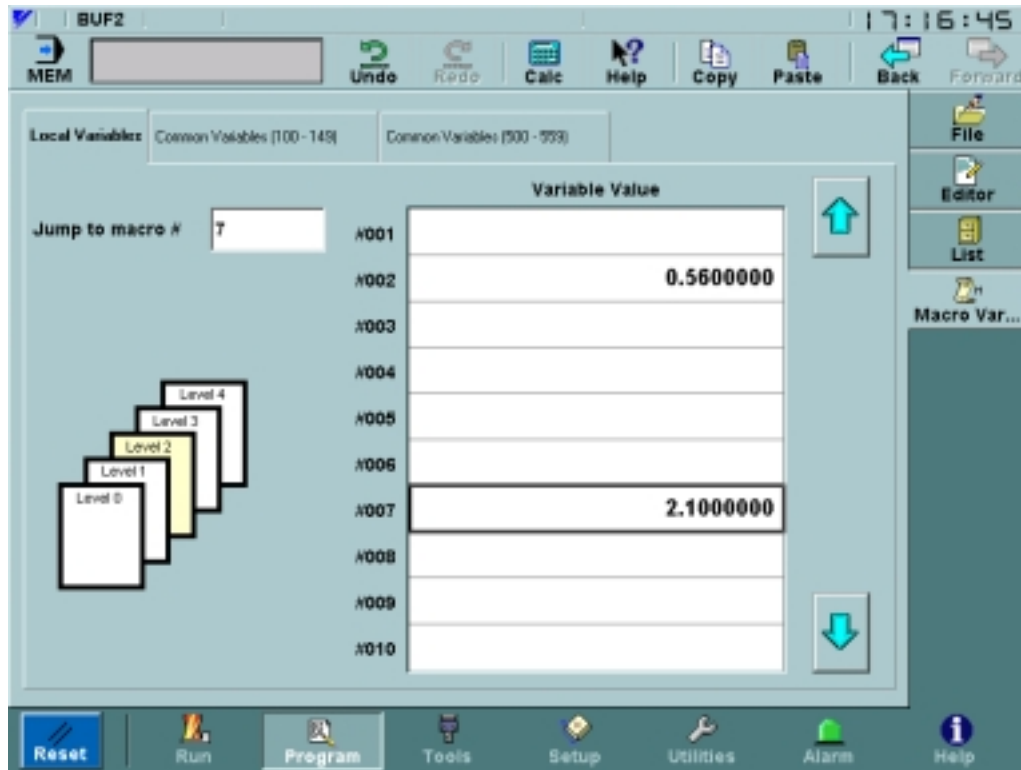 BUF2
17:16:45
MEM
Undo
Redo
Calc
Help
Copy
Paste
Back
Forward
Local Variables
Common Variables (100 - 149)
Common Variables (500 - 559)
File
Editor
List
Macro Var...
Variable Value
Jump to macro #
7
#001
#002 0.5600000
#003
#004
#005
#006
#007 2.1000000
#008
#009
#010
Level 4
Level 3
Level 2
Level 1
Level 0
Reset
Run
Program
Tools
Setup
Utilities
Alarm
Help